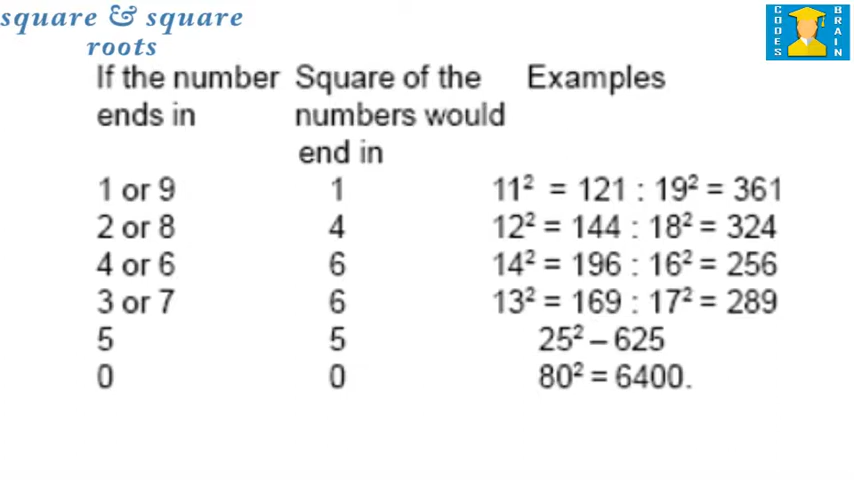 square & square
roots
CODES BRAIN
If the number Square of the Examples
ends in numbers would
end in
1 or 9 1 11² = 121 : 19² = 361
2 or 8 4 12² = 144 : 18² = 324
4 or 6 6 14² = 196 : 16² = 256
3 or 7 6 13² = 169 : 17² = 289
5 5 25² – 625
0 0 80² = 6400.